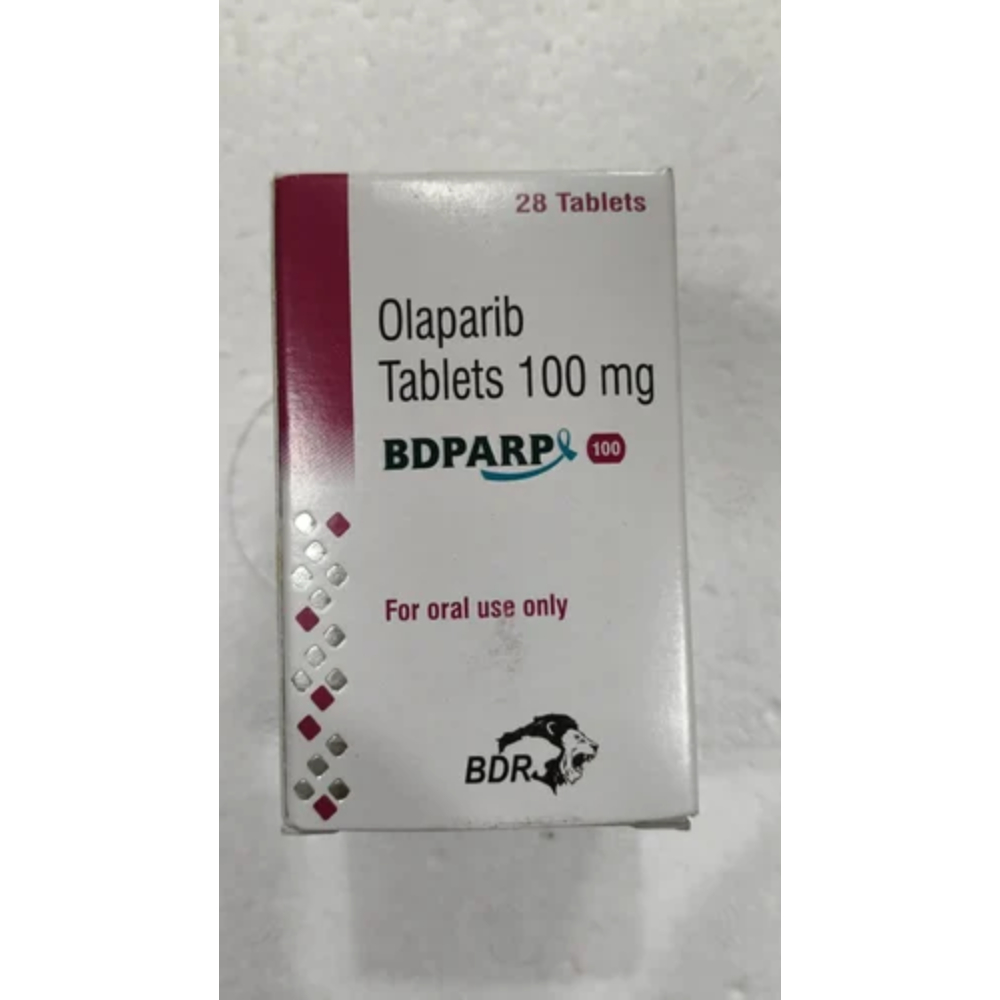 28 Tablets
Olaparib
Tablets 100 mg
BDPARP 100
For oral use only
BDR